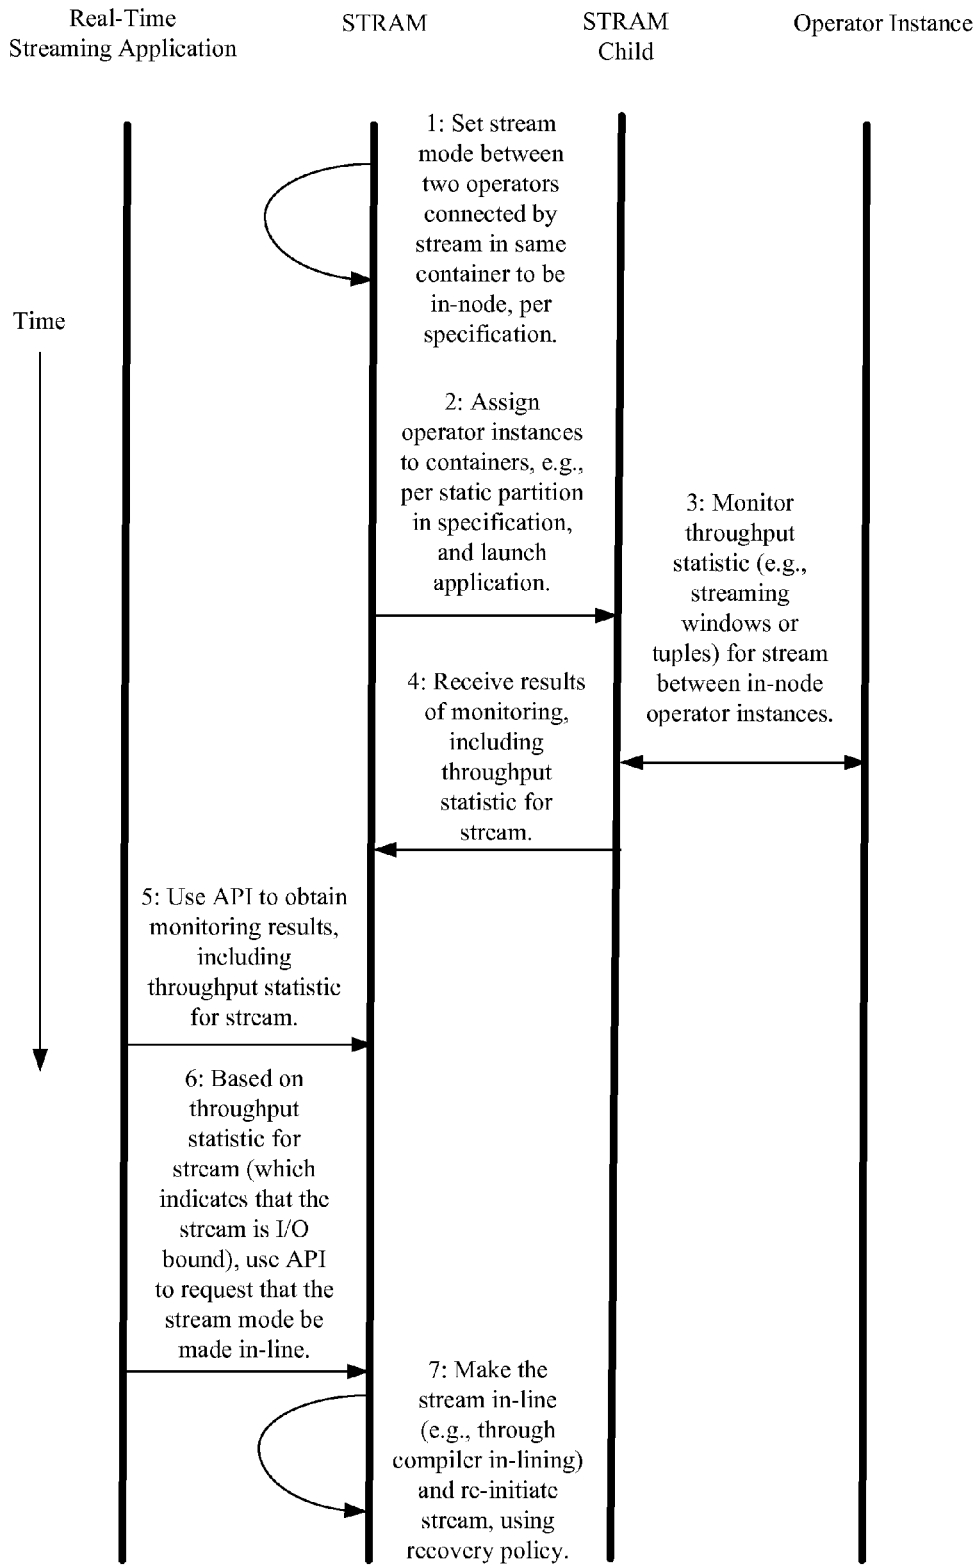 Real-Time
Streaming Application
STRAM
STRAM
Child
Operator Instance
1: Set stream
mode between
two operators
connected by
stream in same
container to be
in-node, per
specification.
Time
2: Assign
operator instances
to containers, e.g.,
per static partition
in specification,
and launch
application.
3: Monitor
throughput
statistic (e.g.,
streaming
windows or
tuples) for stream
between in-node
operator instances.
4: Receive results
of monitoring,
including
throughput
statistic for
stream.
5: Use API to obtain
monitoring results,
including
throughput statistic
for stream.
6: Based on
throughput
statistic for
stream (which
indicates that the
stream is I/O
bound), use API
to request that the
stream mode be
made in-line.
7: Make the
stream in-line
(e.g., through
compiler in-lining)
and re-initiate
stream, using
recovery policy.